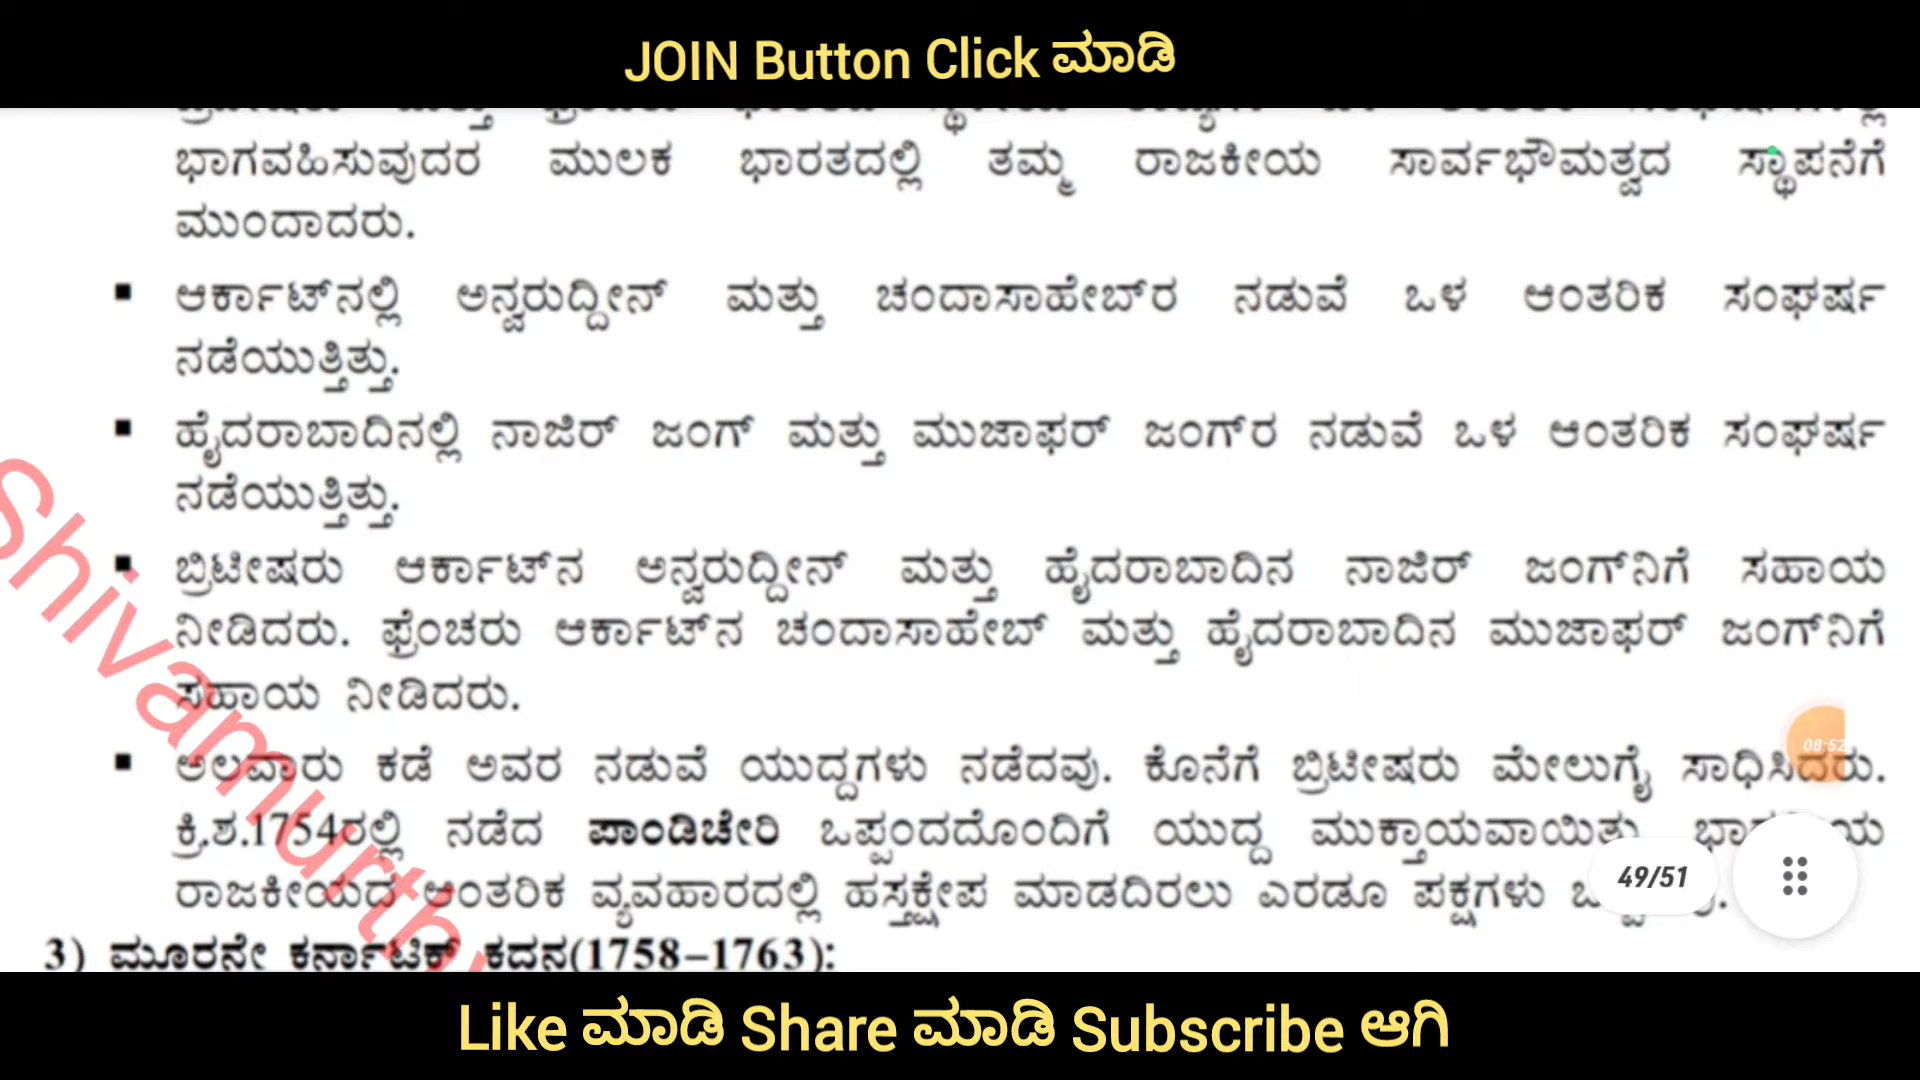 JOIN Button Click ಮಾಡಿ
ಭಾಗವಹಿಸುವುದರ ಮುಲಕ ಭಾರತದಲ್ಲಿ ತಮ್ಮ ರಾಜಕೀಯ ಸಾರ್ವಭೌಮತ್ವದ ಸ್ಥಾಪನೆಗೆ
ಮುಂದಾದರು.
▪ ಆರ್ಕಾಟ್‌ನಲ್ಲಿ ಅನ್ವರುದ್ದೀನ್ ಮತ್ತು ಚಂದಾಸಾಹೇಬ್‌ರ ನಡುವೆ ಒಳ ಆಂತರಿಕ ಸಂಘರ್ಷ
ನಡೆಯುತ್ತಿತ್ತು.
▪ ಹೈದರಾಬಾದಿನಲ್ಲಿ ನಾಜಿರ್ ಜಂಗ್ ಮತ್ತು ಮುಜಾಫರ್ ಜಂಗ್‌ರ ನಡುವೆ ಒಳ ಆಂತರಿಕ ಸಂಘರ್ಷ
ನಡೆಯುತ್ತಿತ್ತು.
▪ ಬ್ರಿಟೀಷರು ಆರ್ಕಾಟ್‌ನ ಅನ್ವರುದ್ದೀನ್ ಮತ್ತು ಹೈದರಾಬಾದಿನ ನಾಜಿರ್ ಜಂಗ್‌ನಿಗೆ ಸಹಾಯ
ನೀಡಿದರು. ಫ್ರೆಂಚರು ಆರ್ಕಾಟ್‌ನ ಚಂದಾಸಾಹೇಬ್ ಮತ್ತು ಹೈದರಾಬಾದಿನ ಮುಜಾಫರ್ ಜಂಗ್‌ನಿಗೆ
ಸಹಾಯ ನೀಡಿದರು.
▪ ಅಲವಾರು ಕಡೆ ಅವರ ನಡುವೆ ಯುದ್ಧಗಳು ನಡೆದವು. ಕೊನೆಗೆ ಬ್ರಿಟೀಷರು ಮೇಲುಗೈ ಸಾಧಿಸಿದರು.
ಕ್ರಿ.ಶ.1754ರಲ್ಲಿ ನಡೆದ ಪಾಂಡಿಚೇರಿ ಒಪ್ಪಂದದೊಂದಿಗೆ ಯುದ್ಧ ಮುಕ್ತಾಯವಾಯಿತು.
ರಾಜಕೀಯದ ಆಂತರಿಕ ವ್ಯವಹಾರದಲ್ಲಿ ಹಸ್ತಕ್ಷೇಪ ಮಾಡದಿರಲು ಎರಡೂ ಪಕ್ಷಗಳು
3) ಮೂರನೇ ಕರ್ನಾಟಿಕ್ ಕದನ(1758–1763):
Shivamurth
08:52
49/51
Like ಮಾಡಿ Share ಮಾಡಿ Subscribe ಆಗಿ